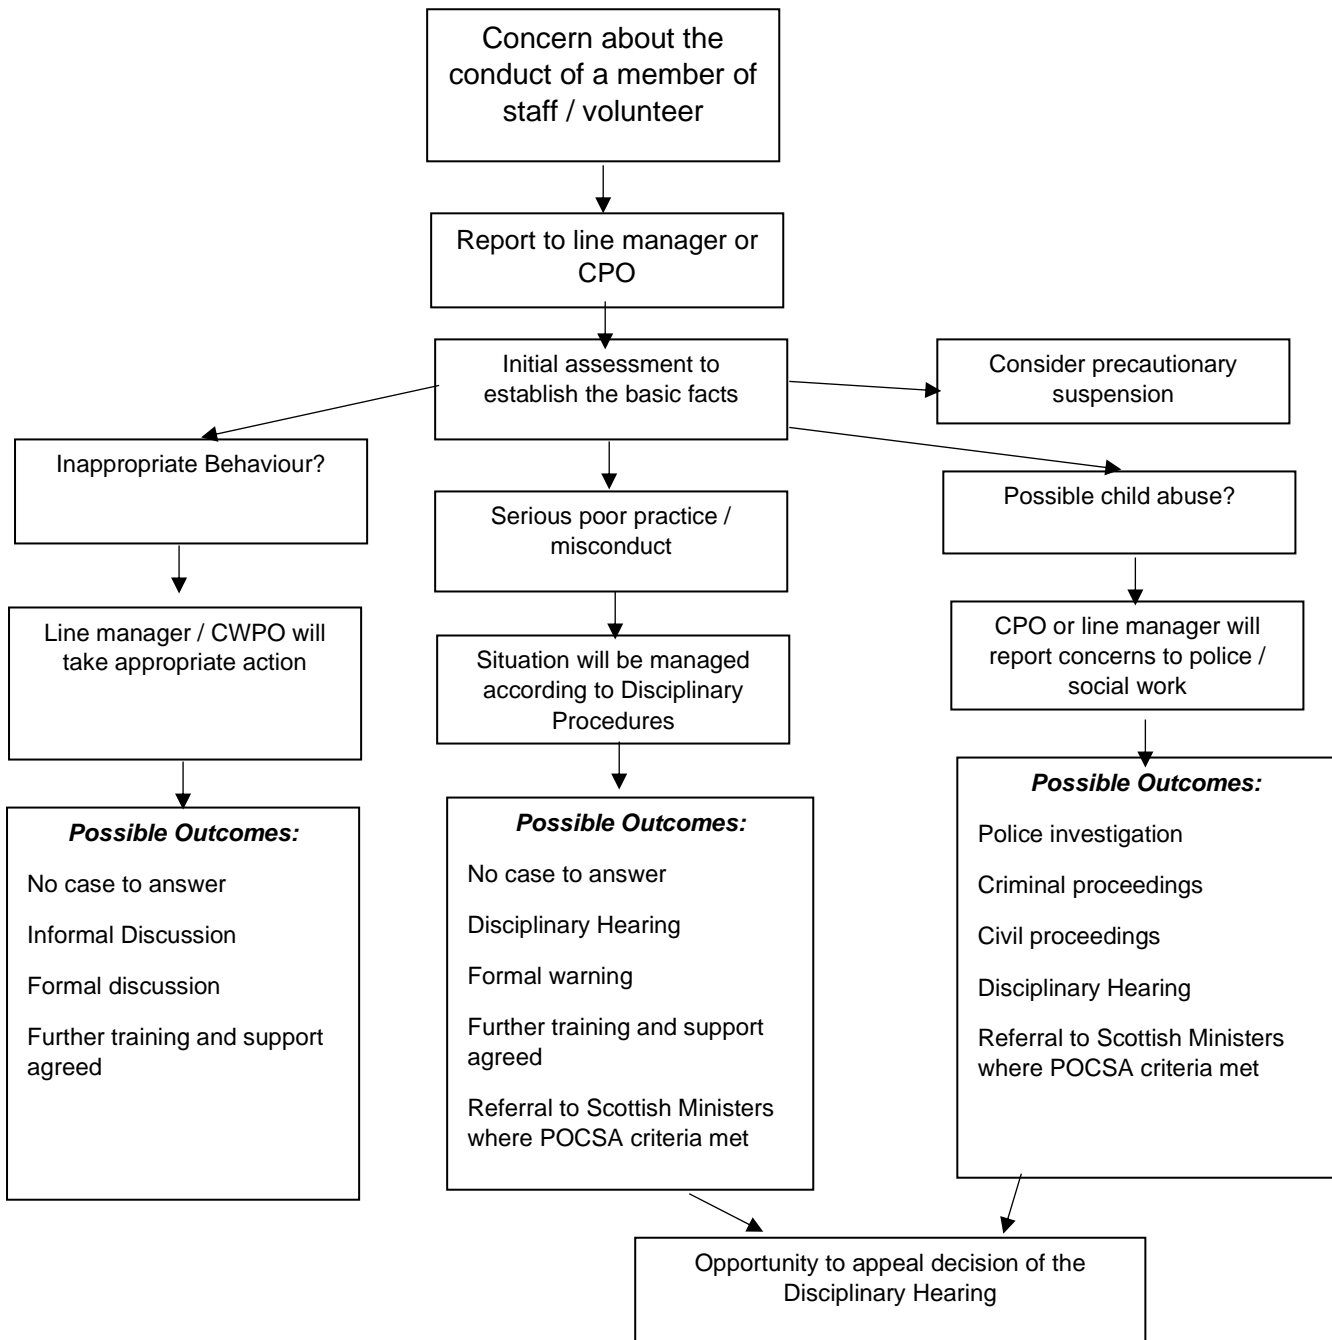 Concern about the
conduct of a member of
staff / volunteer
Report to line manager or
CPO
Initial assessment to
establish the basic facts
Consider precautionary
suspension
Inappropriate Behaviour?
Serious poor practice /
misconduct
Possible child abuse?
Line manager / CWPO will
take appropriate action
Situation will be managed
according to Disciplinary
Procedures
CPO or line manager will
report concerns to police /
social work
Possible Outcomes:
No case to answer
Informal Discussion
Formal discussion
Further training and support
agreed
Possible Outcomes:
No case to answer
Disciplinary Hearing
Formal warning
Further training and support
agreed
Referral to Scottish Ministers
where POCSA criteria met
Possible Outcomes:
Police investigation
Criminal proceedings
Civil proceedings
Disciplinary Hearing
Referral to Scottish Ministers
where POCSA criteria met
Opportunity to appeal decision of the
Disciplinary Hearing